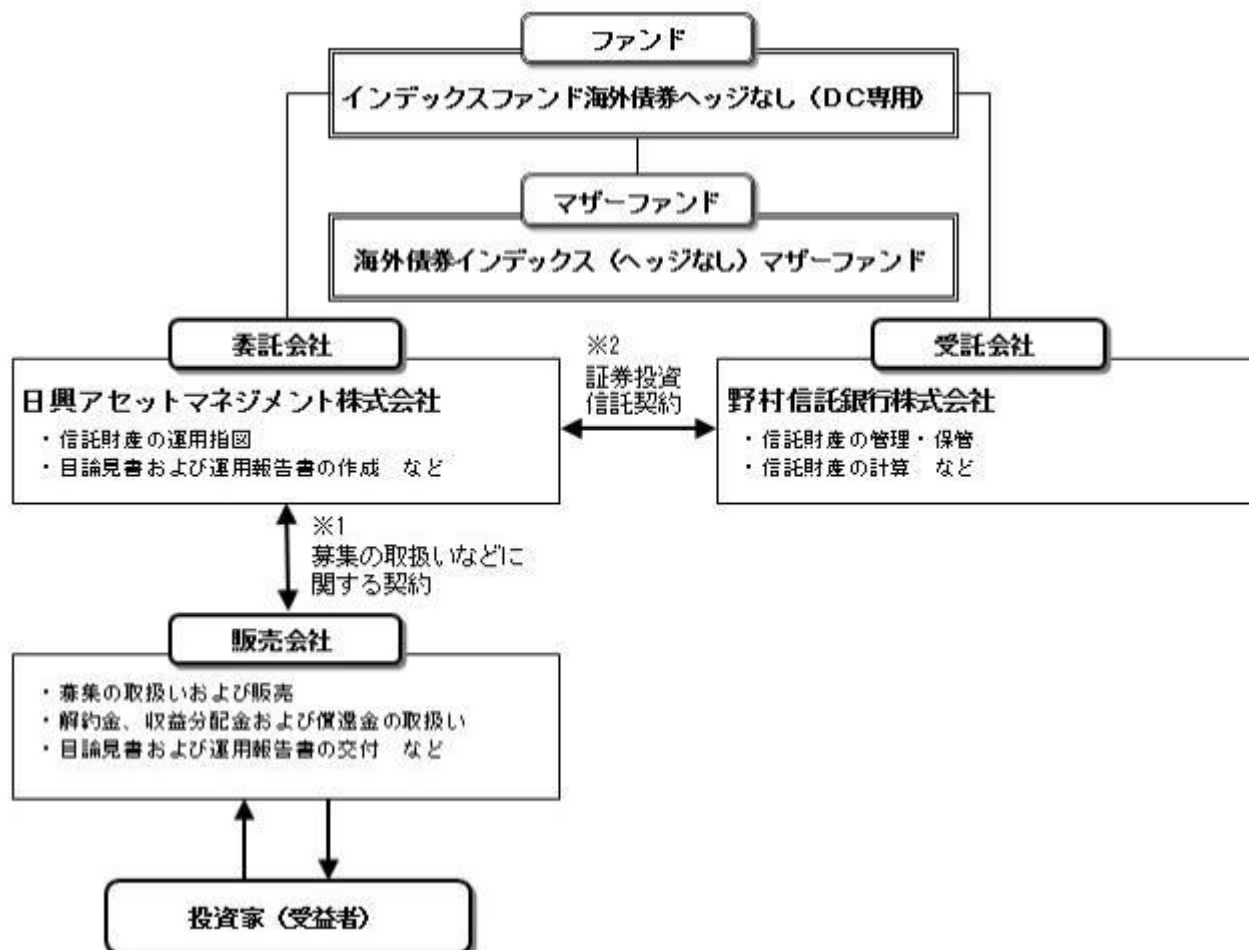 ファンド
インデックスファンド海外債券ヘッジなし（DC専用）
マザーファンド
海外債券インデックス（ヘッジなし）マザーファンド
委託会社
日興アセットマネジメント株式会社
・信託財産の運用指図
・目論見書および運用報告書の作成　など
※2
証券投資
信託契約
受託会社
野村信託銀行株式会社
・信託財産の管理・保管
・信託財産の計算　など
※1
募集の取扱いなどに
関する契約
販売会社
・募集の取扱いおよび販売
・解約金、収益分配金および償還金の取扱い
・目論見書および運用報告書の交付　など
投資家（受益者）